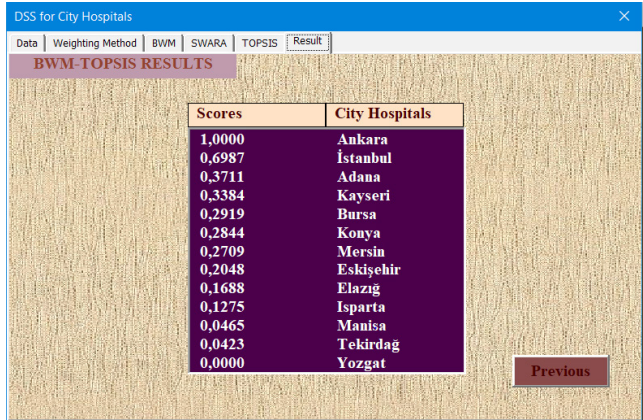 DSS for City Hospitals
Data Weighting Method BWM SWARA TOPSIS Result
BWM-TOPSIS RESULTS
Scores City Hospitals
1,0000 Ankara
0,6987 İstanbul
0,3711 Adana
0,3384 Kayseri
0,2919 Bursa
0,2844 Konya
0,2709 Mersin
0,2048 Eskişehir
0,1688 Elazığ
0,1275 Isparta
0,0465 Manisa
0,0423 Tekirdağ
0,0000 Yozgat
Previous